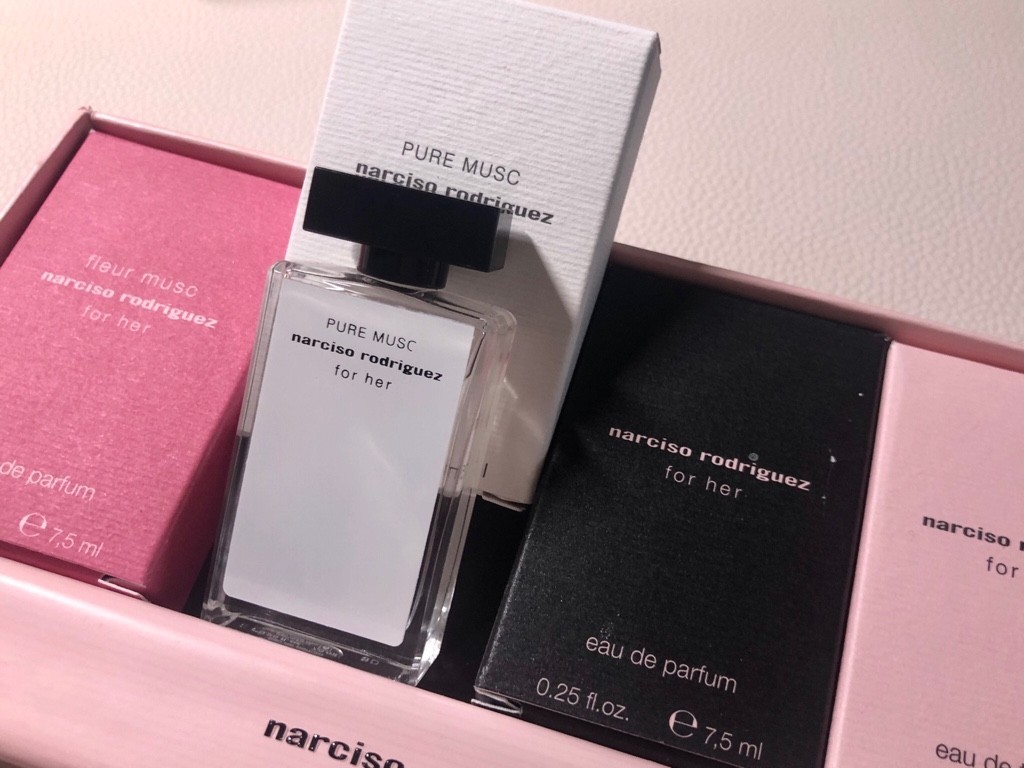 PURE MUSC
narciso rodriguez
fleur musc
narciso rodriguez
for her
de parfum
e 7,5 ml
PURE MUSC
narciso rodriguez
for her
narciso rodriguez
for her
eau de parfum
0.25 fl.oz. e 7,5 ml
narciso
for
eau de
narciso